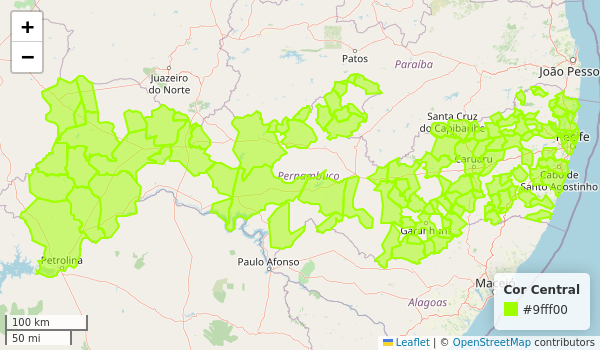 +
−
Patos
Paraíba
João Pesso
Juazeiro
do Norte
Santa Cruz
do Capibaribe
Recife
Caruaru
Pernambuco
Cabo de
Santo Agostinho
Garanhuns
Petrolina
Paulo Afonso
Mace
Alagoas
Cor Central
#9fff00
100 km
50 mi
Leaflet | © OpenStreetMap contributors